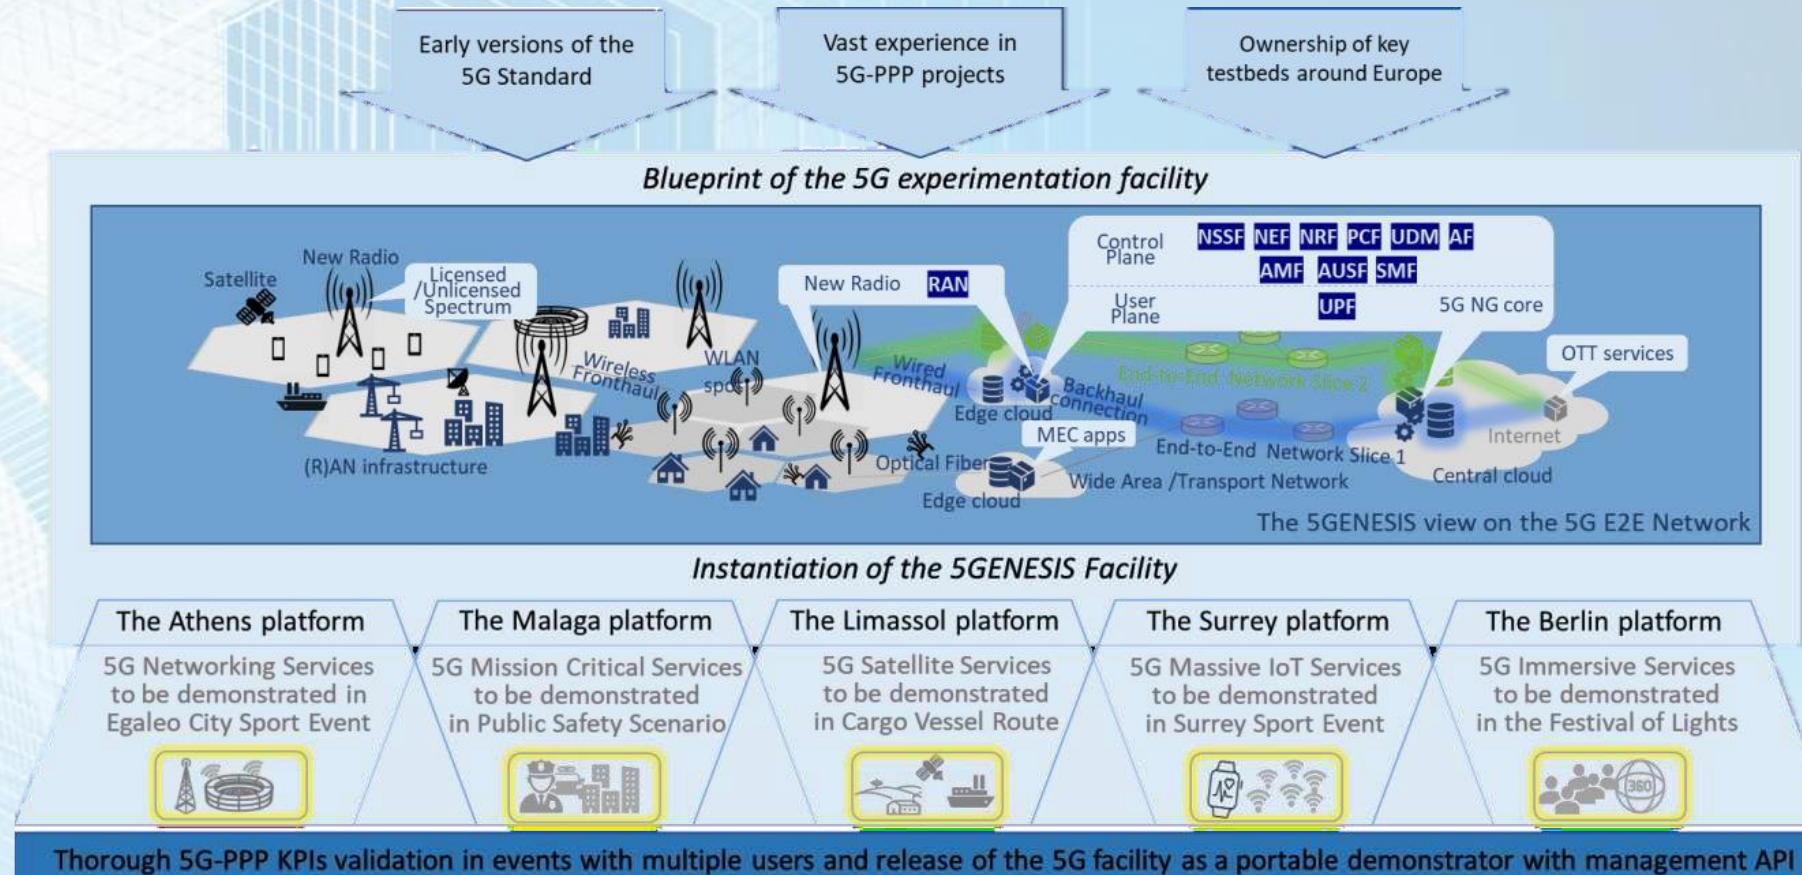 Early versions of the
5G Standard
Vast experience in
5G-PPP projects
Ownership of key
testbeds around Europe
Blueprint of the 5G experimentation facility
Satellite
New Radio
Licensed
/Unlicensed
Spectrum
New Radio RAN
Control
Plane
NSSF NEF NRF PCF UDM AF
AMF AUSF SMF
User
Plane
UPF
5G NG core
OTT services
Wireless
Fronthaul
WLAN
spot
Wired
Fronthaul
End-to-End Network Slice 2
Backhaul
connection
Edge cloud
MEC apps
End-to-End Network Slice 1
Internet
(R)AN infrastructure
Optical Fiber
Edge cloud
Wide Area /Transport Network
Central cloud
The 5GENESIS view on the 5G E2E Network
Instantiation of the 5GENESIS Facility
The Athens platform
5G Networking Services
to be demonstrated in
Egaleo City Sport Event
The Malaga platform
5G Mission Critical Services
to be demonstrated
in Public Safety Scenario
The Limassol platform
5G Satellite Services
to be demonstrated
in Cargo Vessel Route
The Surrey platform
5G Massive IoT Services
to be demonstrated
in Surrey Sport Event
The Berlin platform
5G Immersive Services
to be demonstrated
in the Festival of Lights
360
Thorough 5G-PPP KPIs validation in events with multiple users and release of the 5G facility as a portable demonstrator with management API